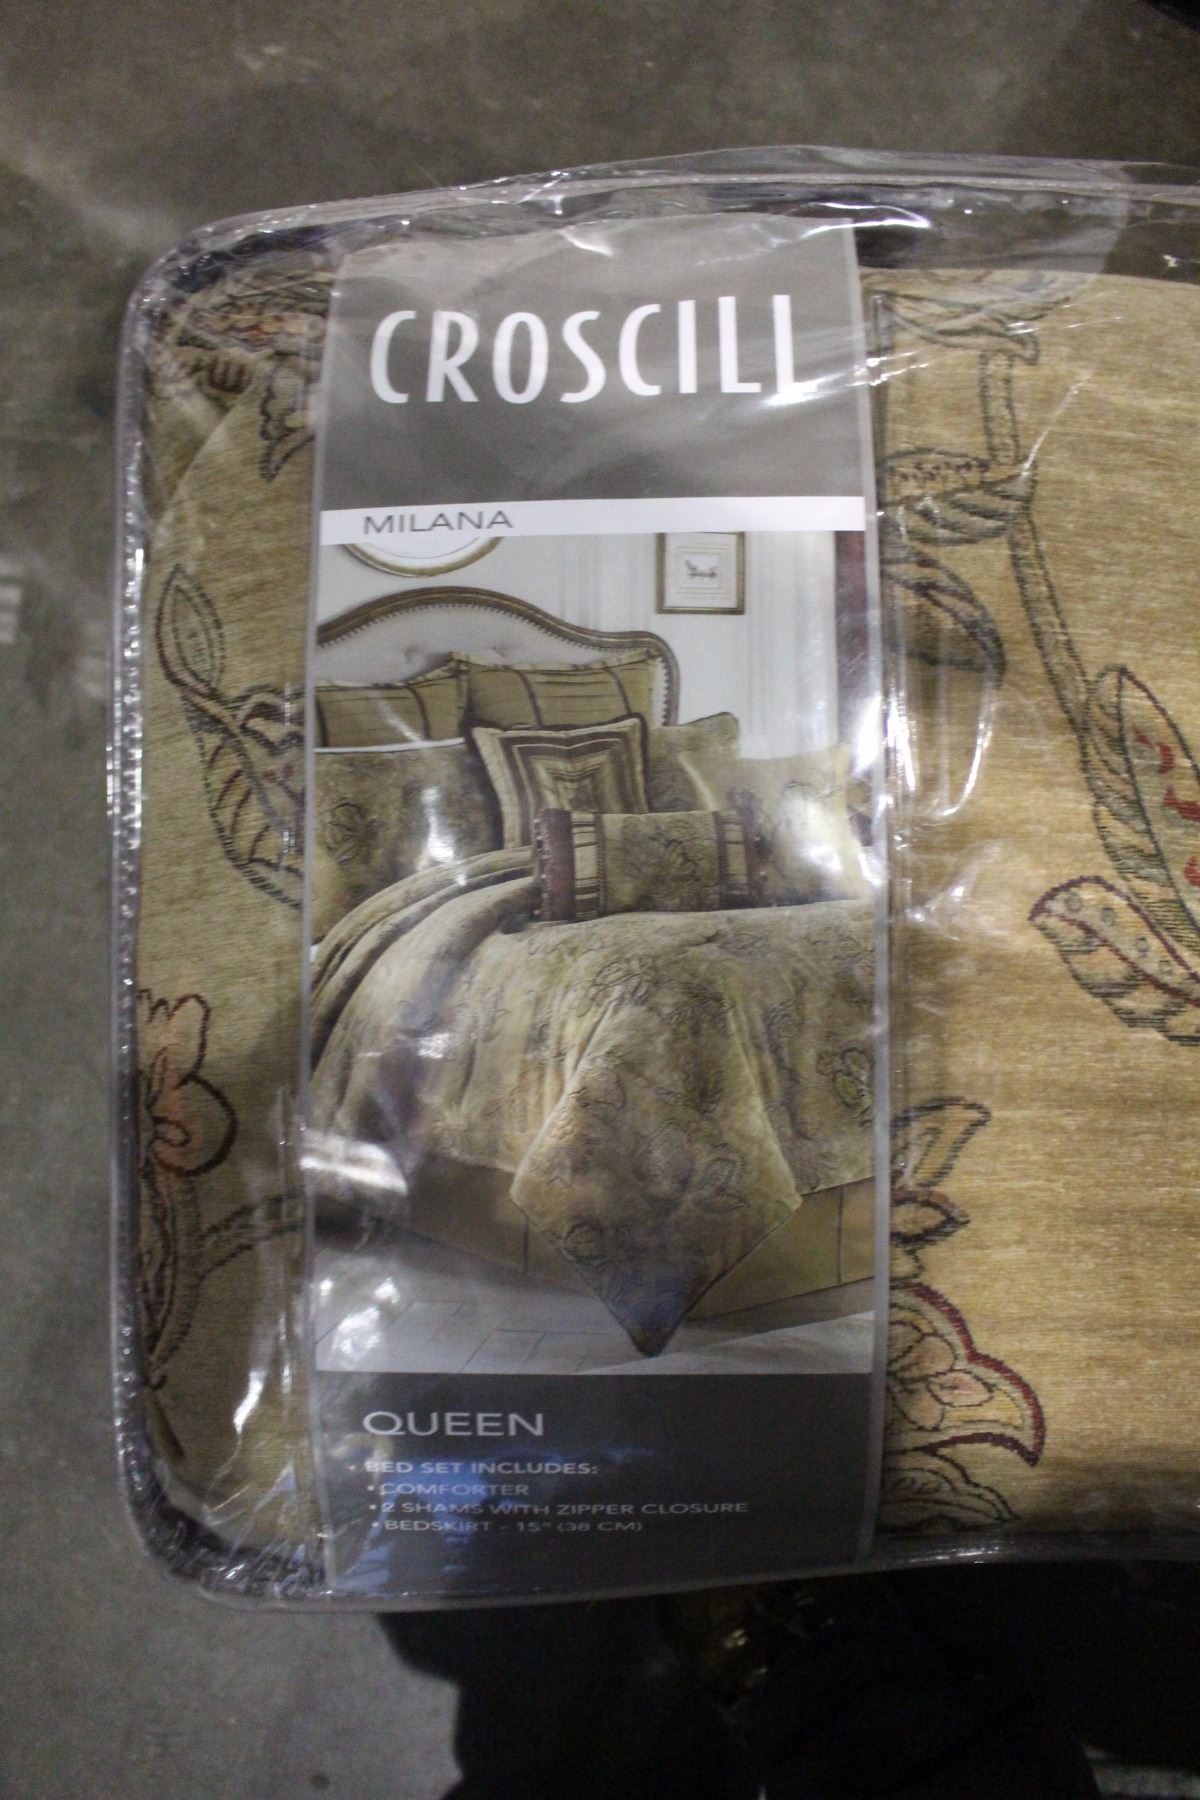 CROSCILL
MILANA
QUEEN
BED SET INCLUDES:
• COMFORTER
• 2 SHAMS WITH ZIPPER CLOSURE
• BEDSKIRT - 15" (38 CM)